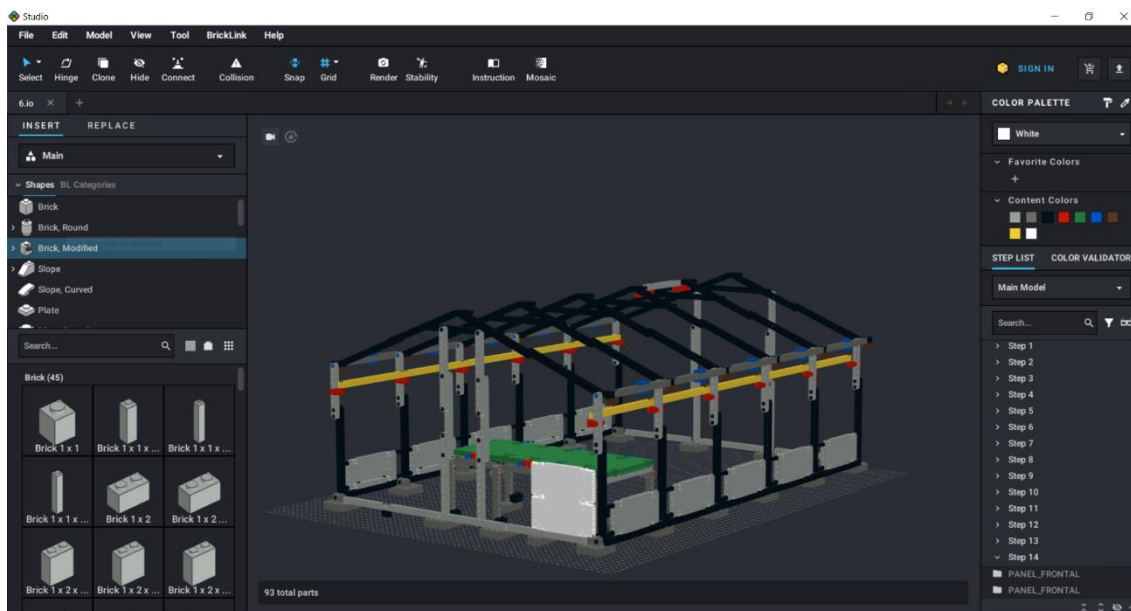 Studio
File Edit Model View Tool BrickLink Help
Select Hinge Clone Hide Connect Collision Snap Grid Render Stability Instruction Mosaic
SIGN IN
6.io
INSERT REPLACE
Main
Shapes BL Categories
Brick
Brick, Round
Brick, Modified
Slope
Slope, Curved
Plate
Search...
Brick (45)
Brick 1 x 1 Brick 1 x 1 x ... Brick 1 x 1 x ...
Brick 1 x 1 x ... Brick 1 x 2 Brick 1 x 2 ...
Brick 1 x 2 x ... Brick 1 x 2 x ... Brick 1 x 2 x ...
93 total parts
COLOR PALETTE
White
Favorite Colors
Content Colors
STEP LIST COLOR VALIDATOR
Main Model
Search...
Step 1
Step 2
Step 3
Step 4
Step 5
Step 6
Step 7
Step 8
Step 9
Step 10
Step 11
Step 12
Step 13
Step 14
PANEL_FRONTAL
PANEL_FRONTAL